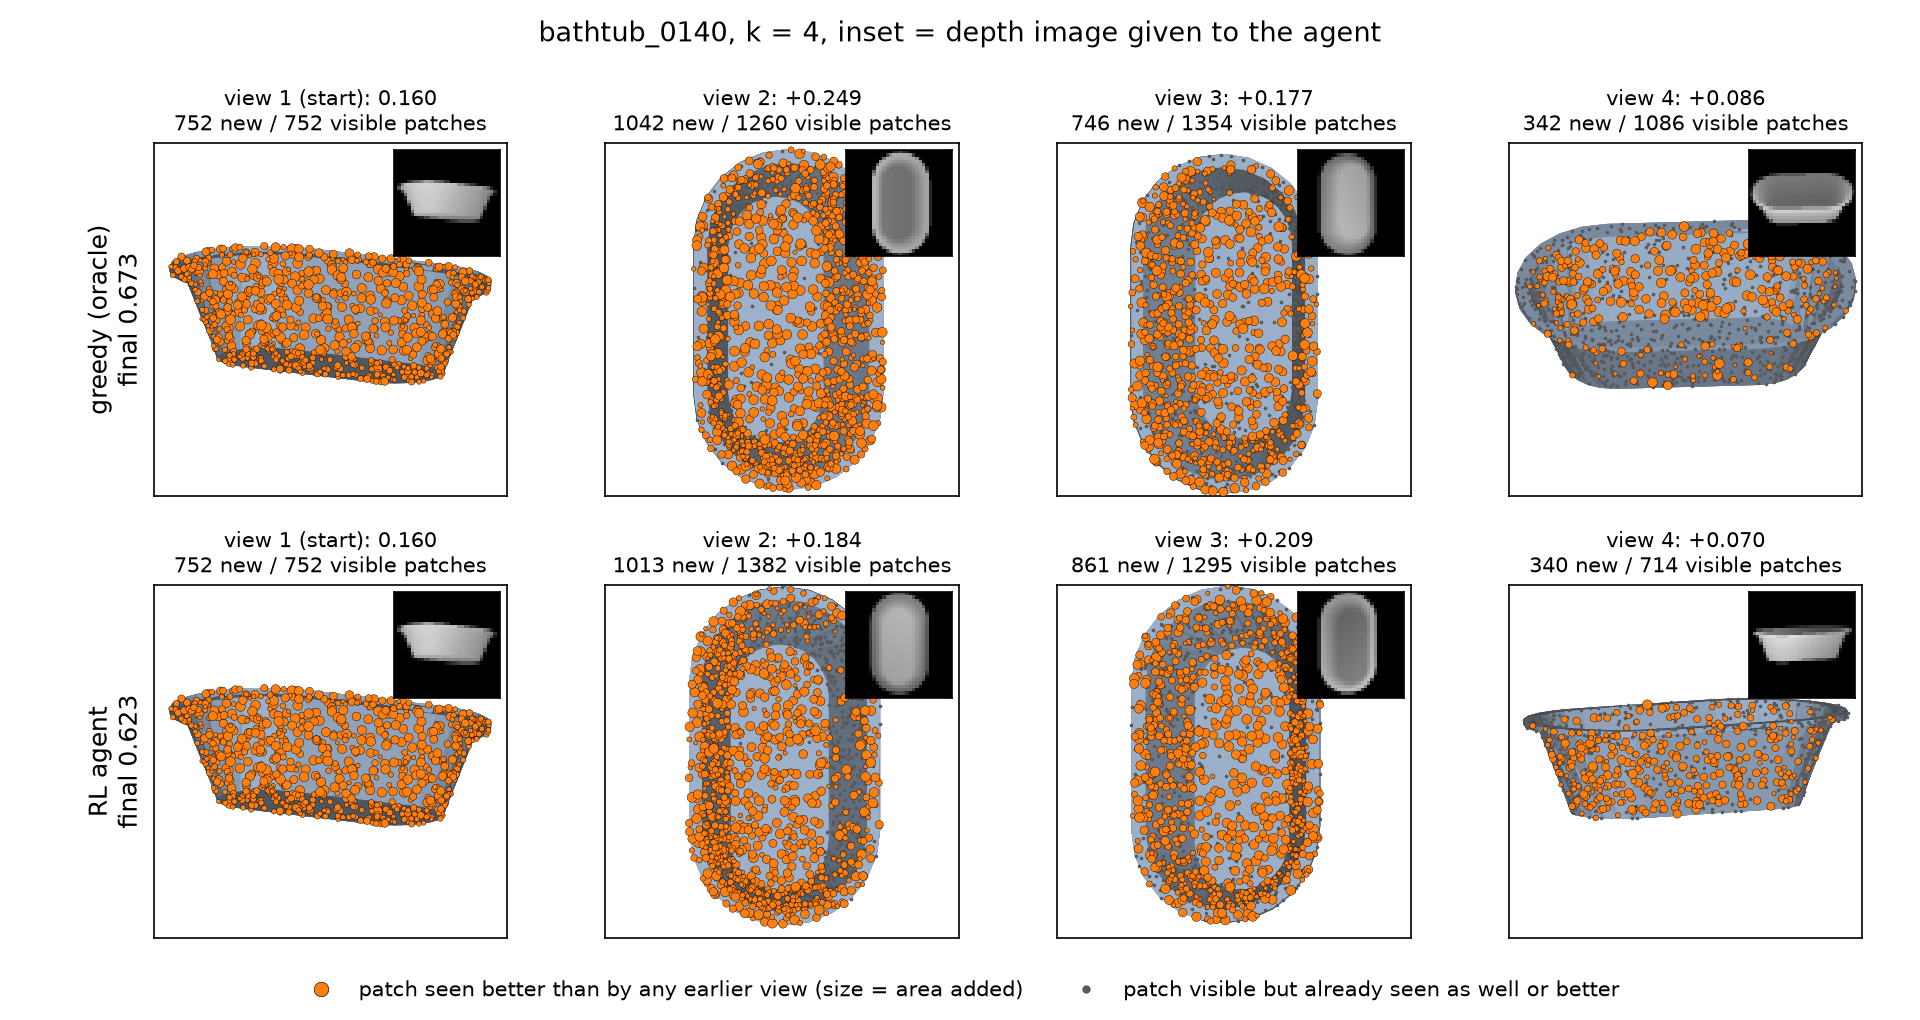 bathtub_0140, k = 4, inset = depth image given to the agent
view 1 (start): 0.160
752 new / 752 visible patches
view 2: +0.249
1042 new / 1260 visible patches
view 3: +0.177
746 new / 1354 visible patches
view 4: +0.086
342 new / 1086 visible patches
greedy (oracle)
final 0.673
view 1 (start): 0.160
752 new / 752 visible patches
view 2: +0.184
1013 new / 1382 visible patches
view 3: +0.209
861 new / 1295 visible patches
view 4: +0.070
340 new / 714 visible patches
RL agent
final 0.623
patch seen better than by any earlier view (size = area added)
patch visible but already seen as well or better